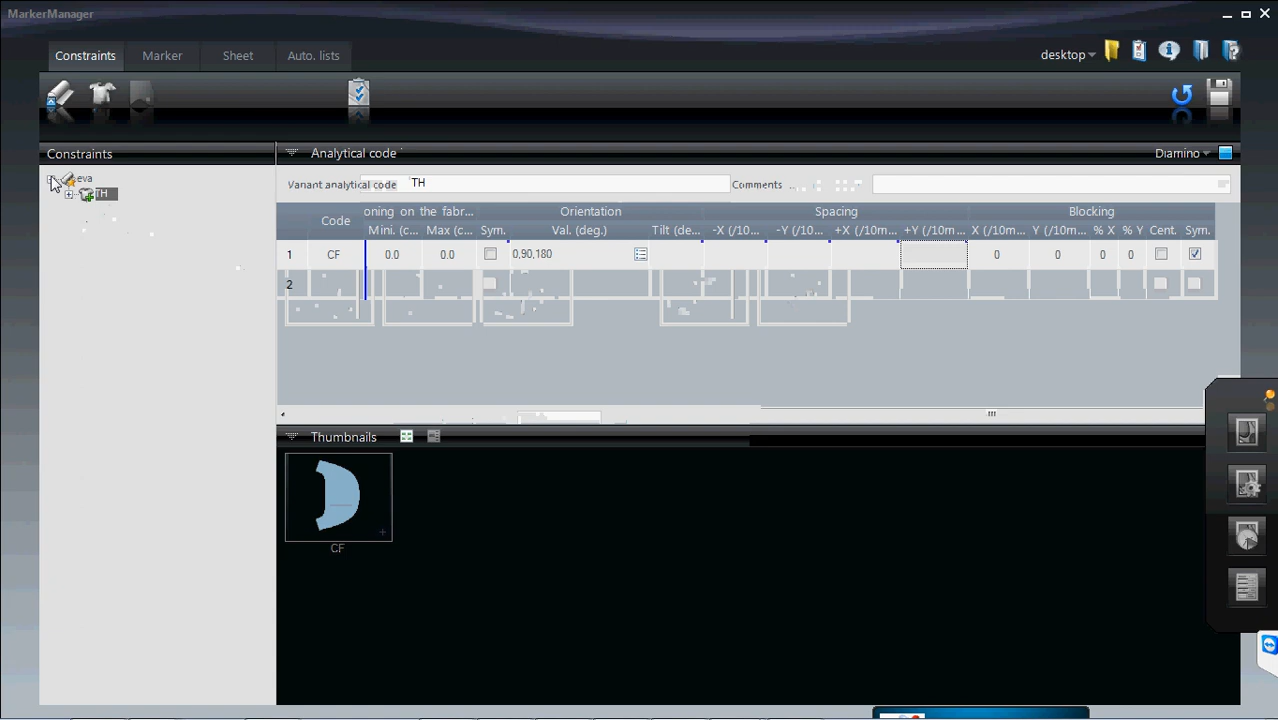 MarkerManager
Constraints Marker Sheet Auto. lists
desktop
Constraints
Analytical code
Diamino
eva
TH
Variant analytical code TH Comments
oning on the fabr... Orientation Spacing Blocking
Code Mini. (c... Max (c... Sym. Val. (deg.) Tilt (de... -X (/10... -Y (/10... +X (/10m... +Y (/10m... X (/10m... Y (/10m... % X % Y Cent. Sym.
1 CF 0.0 0.0 0,90,180 0 0 0 0
2
Thumbnails
CF